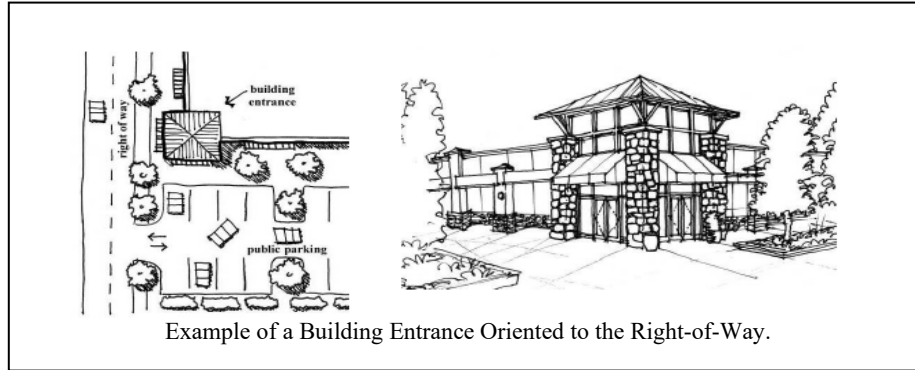 building
entrance
right of way
public parking
Example of a Building Entrance Oriented to the Right-of-Way.